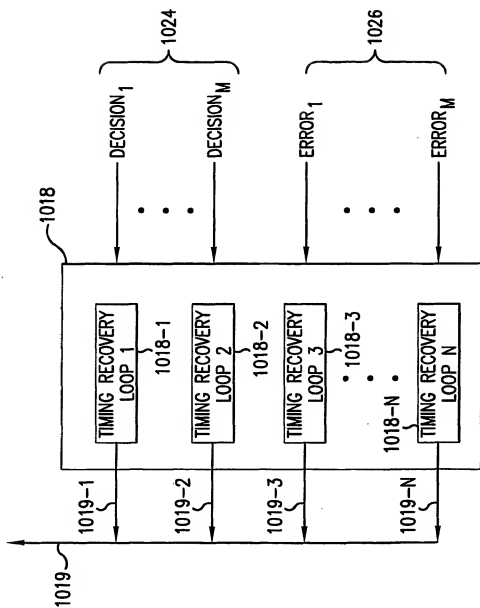 1018
DECISION1
1024
DECISIONM
ERROR1
1026
ERRORM
TIMING RECOVERY
LOOP 1
1018-1
TIMING RECOVERY
LOOP 2
1018-2
TIMING RECOVERY
LOOP 3
1018-3
1018-N
TIMING RECOVERY
LOOP N
1019-1
1019-2
1019-3
1019-N
1019